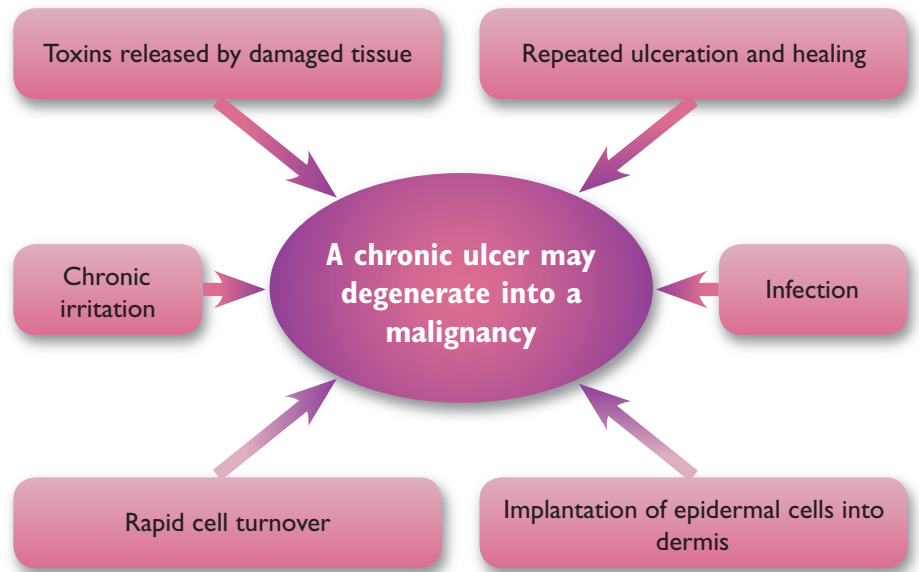 Toxins released by damaged tissue
Repeated ulceration and healing
A chronic ulcer may
degenerate into a
malignancy
Chronic
irritation
Infection
Rapid cell turnover
Implantation of epidermal cells into
dermis